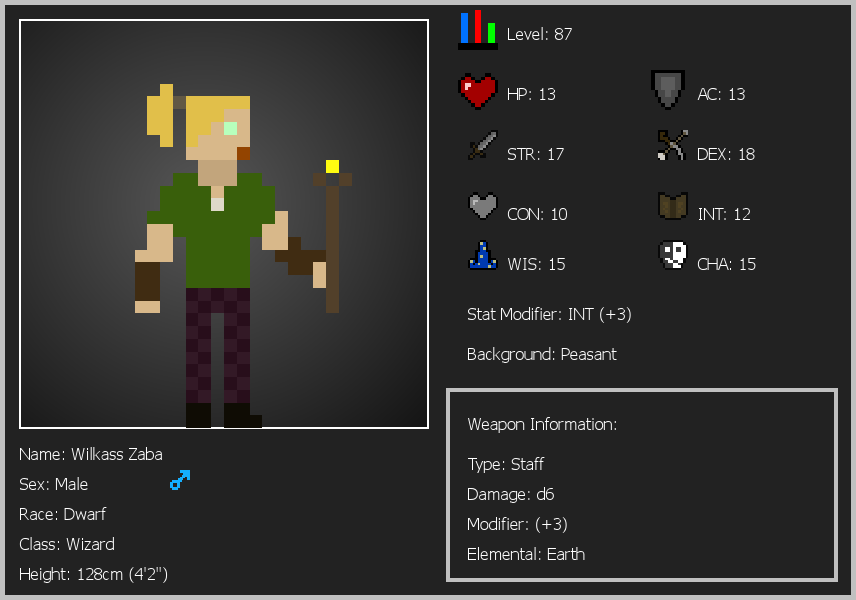 Level: 87
HP: 13
AC: 13
STR: 17
DEX: 18
CON: 10
INT: 12
WIS: 15
CHA: 15
Stat Modifier: INT (+3)
Background: Peasant
Weapon Information:
Type: Staff
Damage: d6
Modifier: (+3)
Elemental: Earth
Name: Wilkass Zaba
Sex: Male
Race: Dwarf
Class: Wizard
Height: 128cm (4'2")